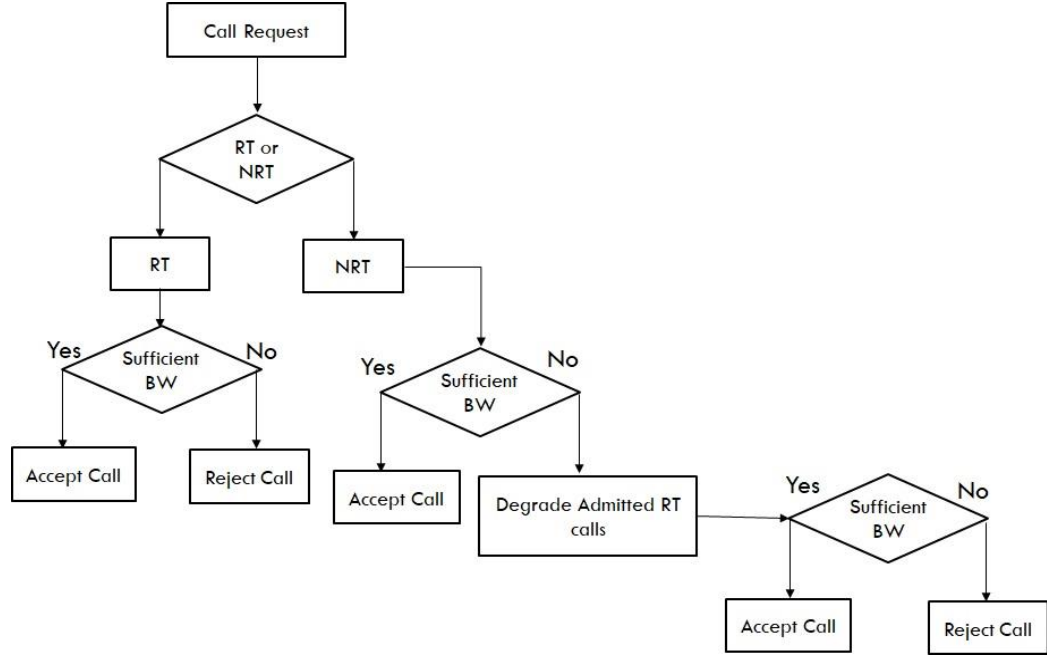 Call Request
RT or
NRT
RT
NRT
Yes
Sufficient
BW
No
Yes
Sufficient
BW
No
Accept Call
Reject Call
Accept Call
Degrade Admitted RT
calls
Yes
Sufficient
BW
No
Accept Call
Reject Call